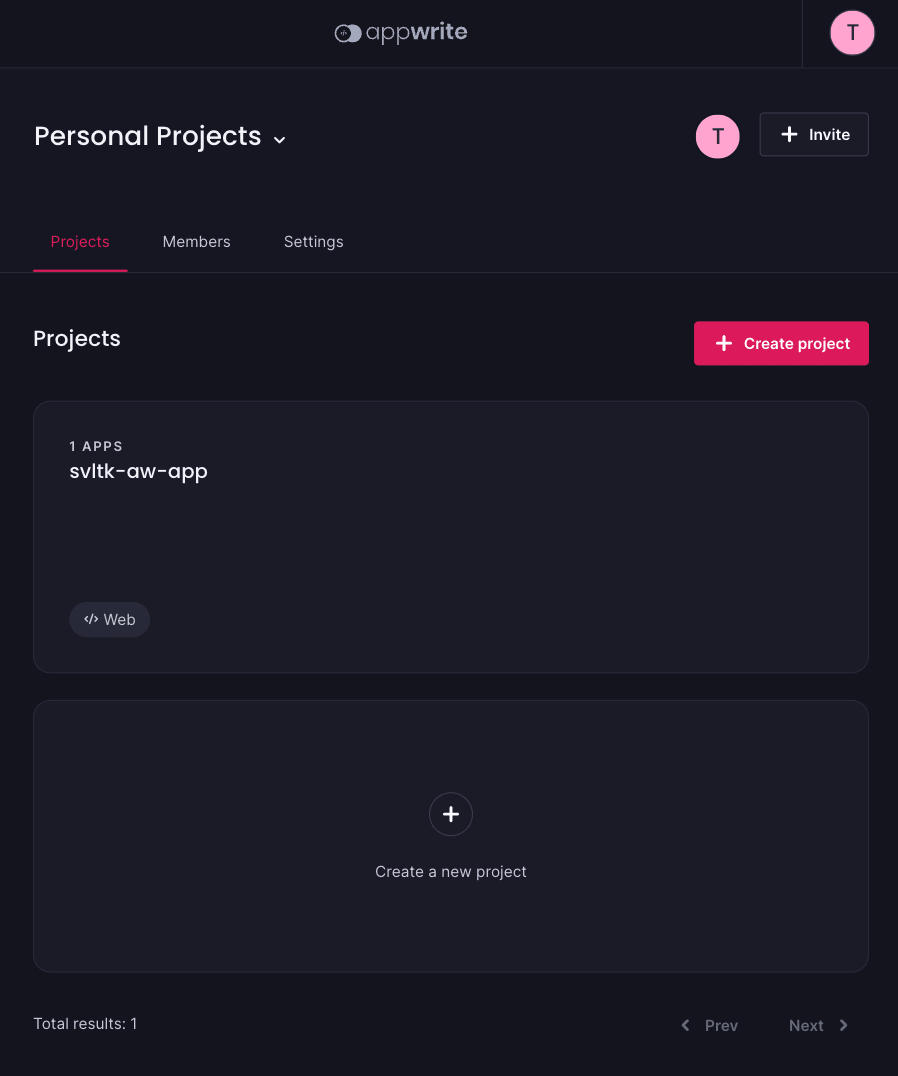 appwrite
T
Personal Projects
T
Invite
Projects
Members
Settings
Projects
Create project
1 APPS
svltk-aw-app
</> Web
Create a new project
Total results: 1
Prev
Next